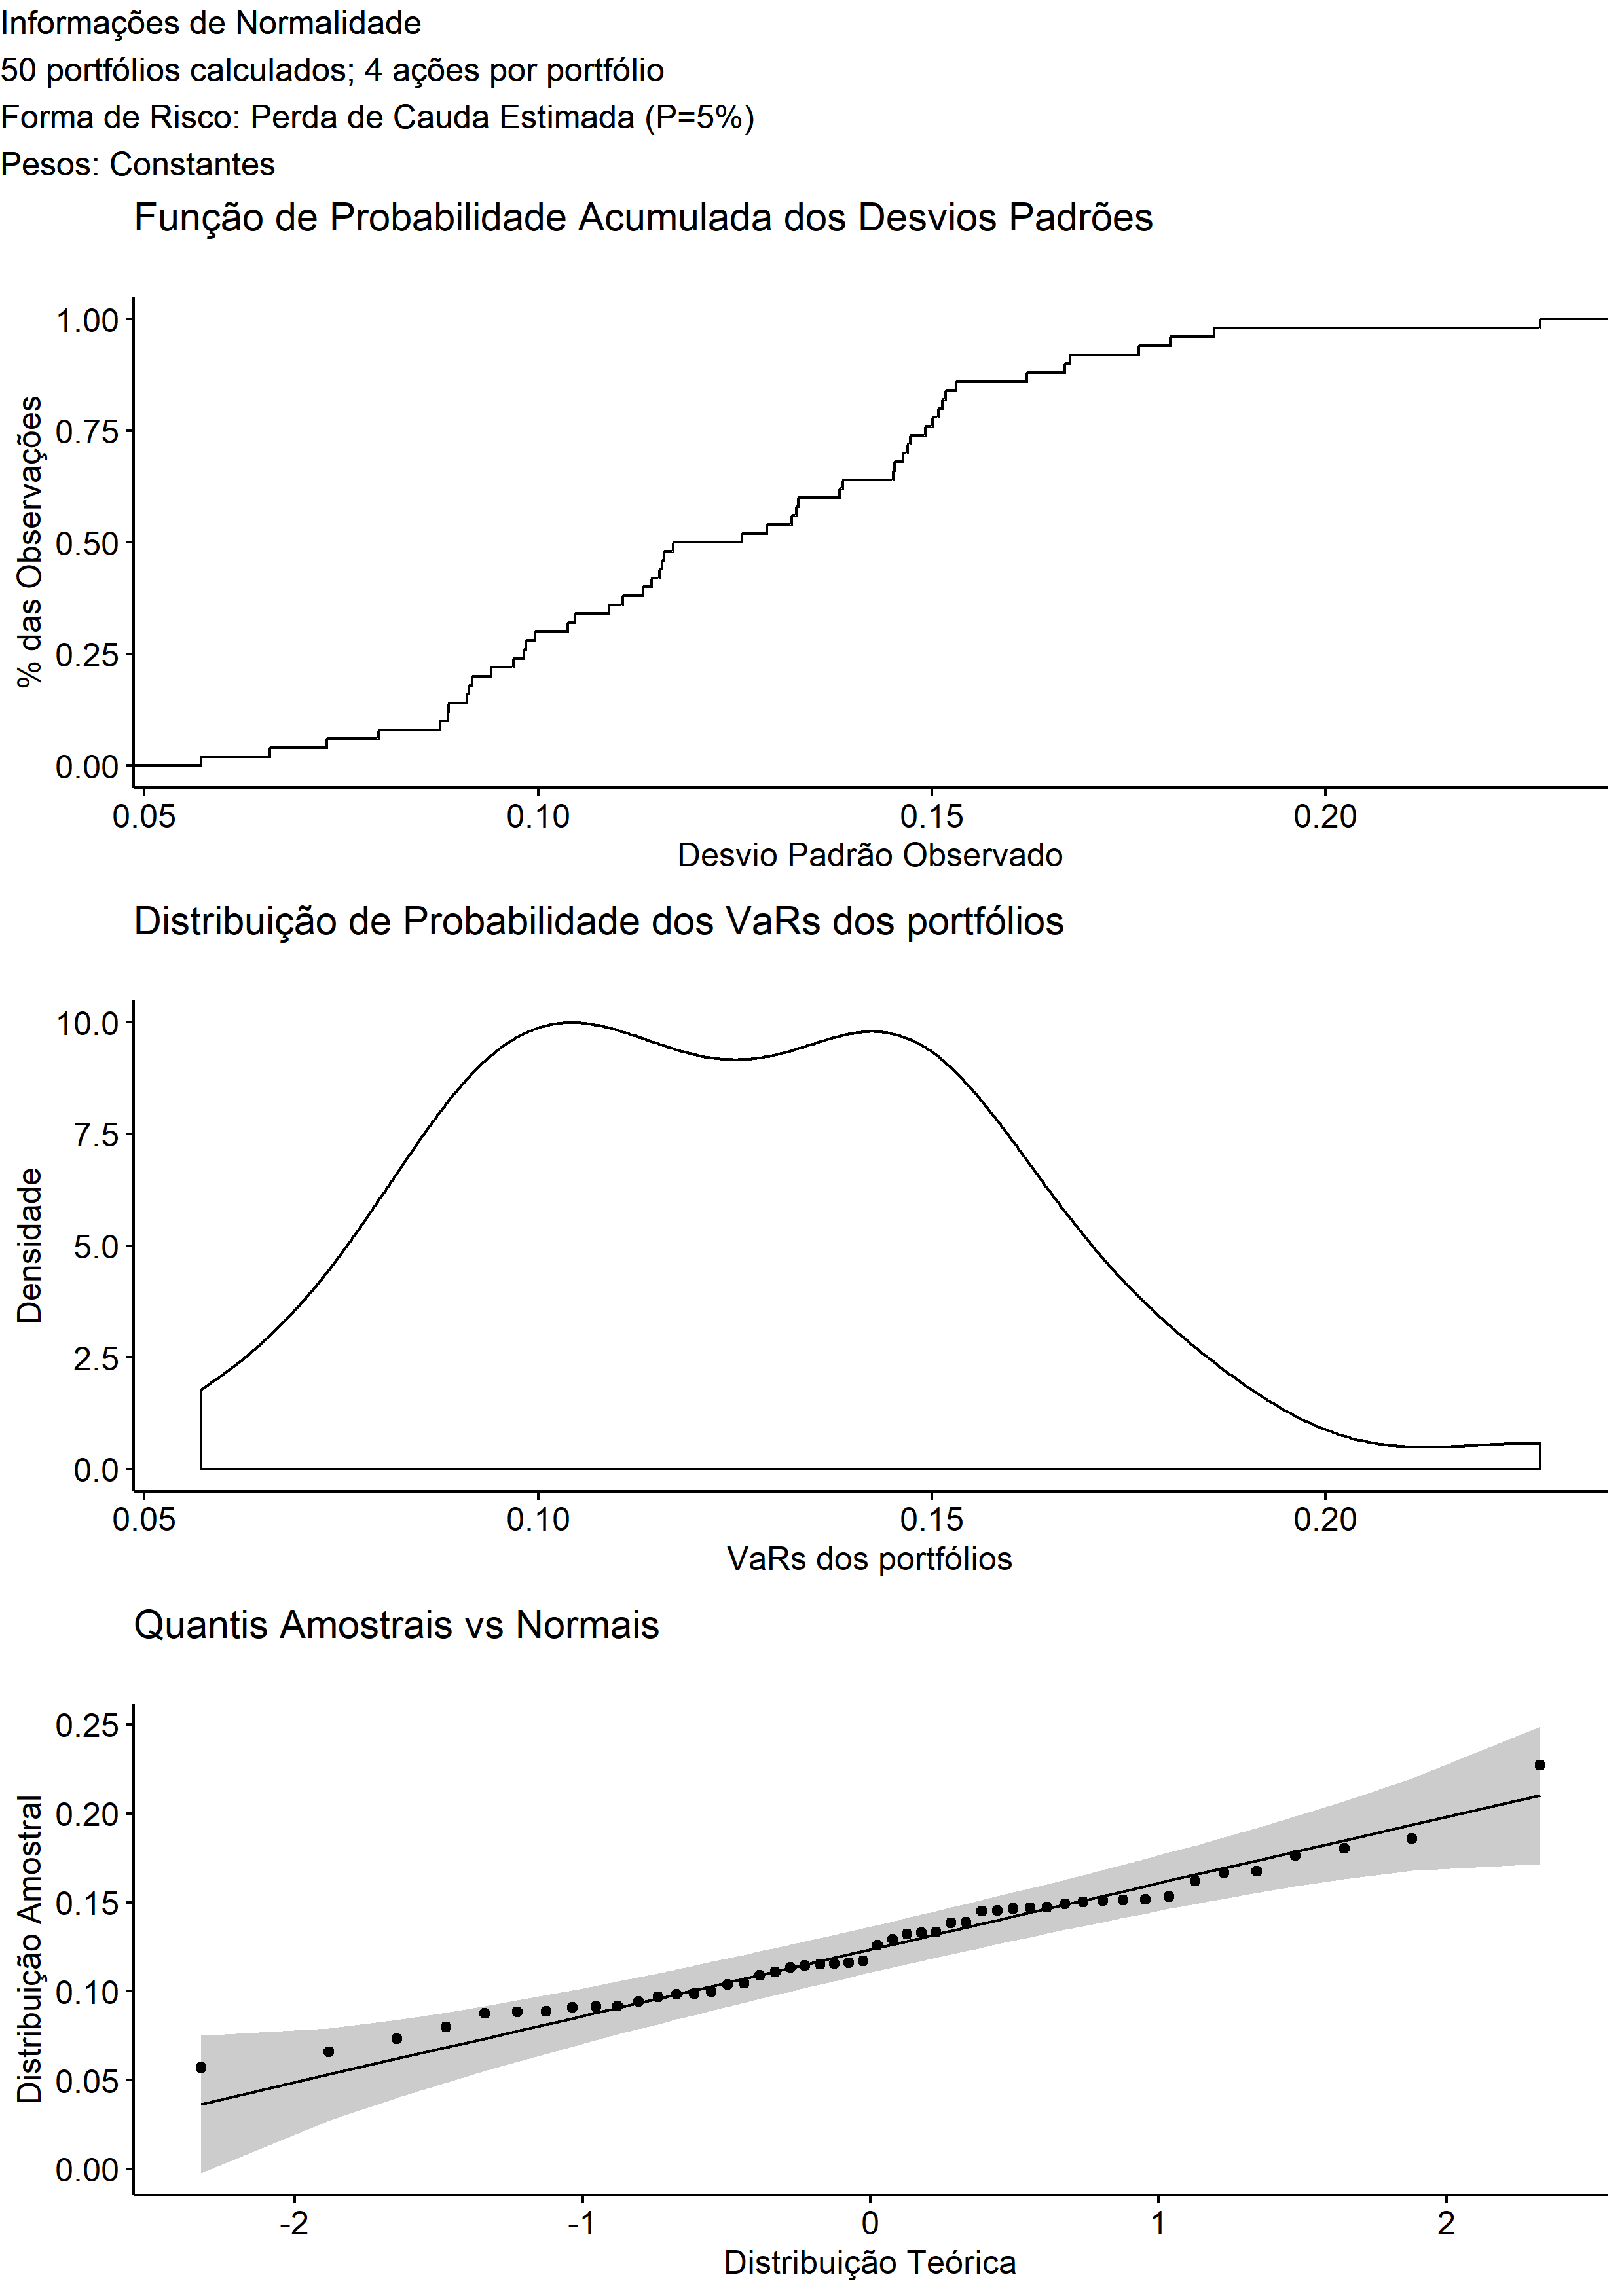 Informações de Normalidade
50 portfólios calculados; 4 ações por portfólio
Forma de Risco: Perda de Cauda Estimada (P=5%)
Pesos: Constantes
Função de Probabilidade Acumulada dos Desvios Padrões
% das Observações
1.00
0.75
0.50
0.25
0.00
0.05 0.10 0.15 0.20
Desvio Padrão Observado
Distribuição de Probabilidade dos VaRs dos portfólios
Densidade
10.0
7.5
5.0
2.5
0.0
0.05 0.10 0.15 0.20
VaRs dos portfólios
Quantis Amostrais vs Normais
Distribuição Amostral
0.25
0.20
0.15
0.10
0.05
0.00
-2 -1 0 1 2
Distribuição Teórica